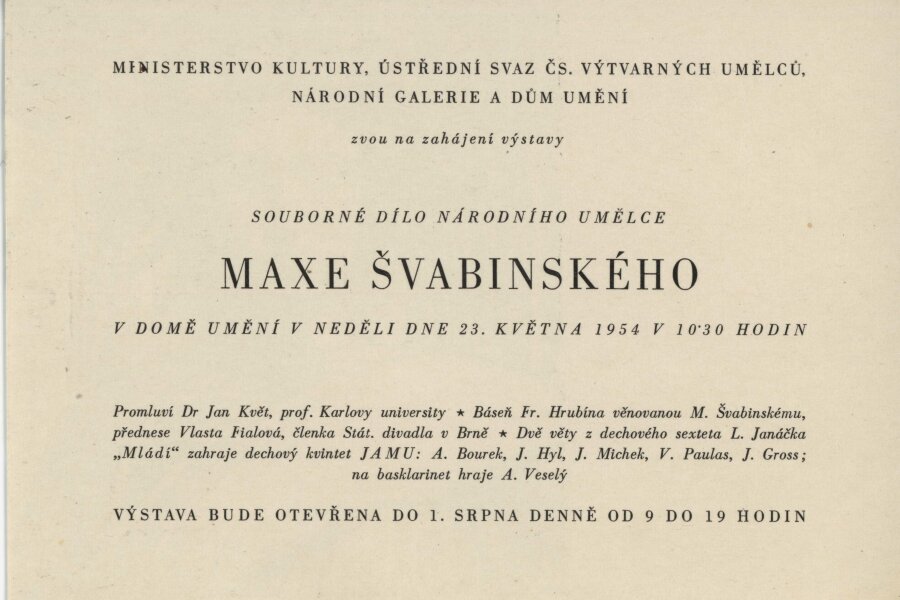 MINISTERSTVO KULTURY, ÚSTŘEDNÍ SVAZ ČS. VÝTVARNÝCH UMĚLCŮ,
NÁRODNÍ GALERIE A DŮM UMĚNÍ
zvou na zahájení výstavy
SOUBORNÉ DÍLO NÁRODNÍHO UMĚLCE
MAXE ŠVABINSKÉHO
V DOMĚ UMĚNÍ V NEDĚLI DNE 23. KVĚTNA 1954 V 10·30 HODIN
Promluví Dr Jan Květ, prof. Karlovy university ★ Báseň Fr. Hrubína věnovanou M. Švabinskému,
přednese Vlasta Fialová, členka Stát. divadla v Brně ★ Dvě věty z dechového sexteta L. Janáčka
„Mládí“ zahraje dechový kvintet JAMU: A. Bourek, J. Hyl, J. Michek, V. Paulas, J. Gross;
na basklarinet hraje A. Veselý
VÝSTAVA BUDE OTEVŘENA DO 1. SRPNA DENNĚ OD 9 DO 19 HODIN